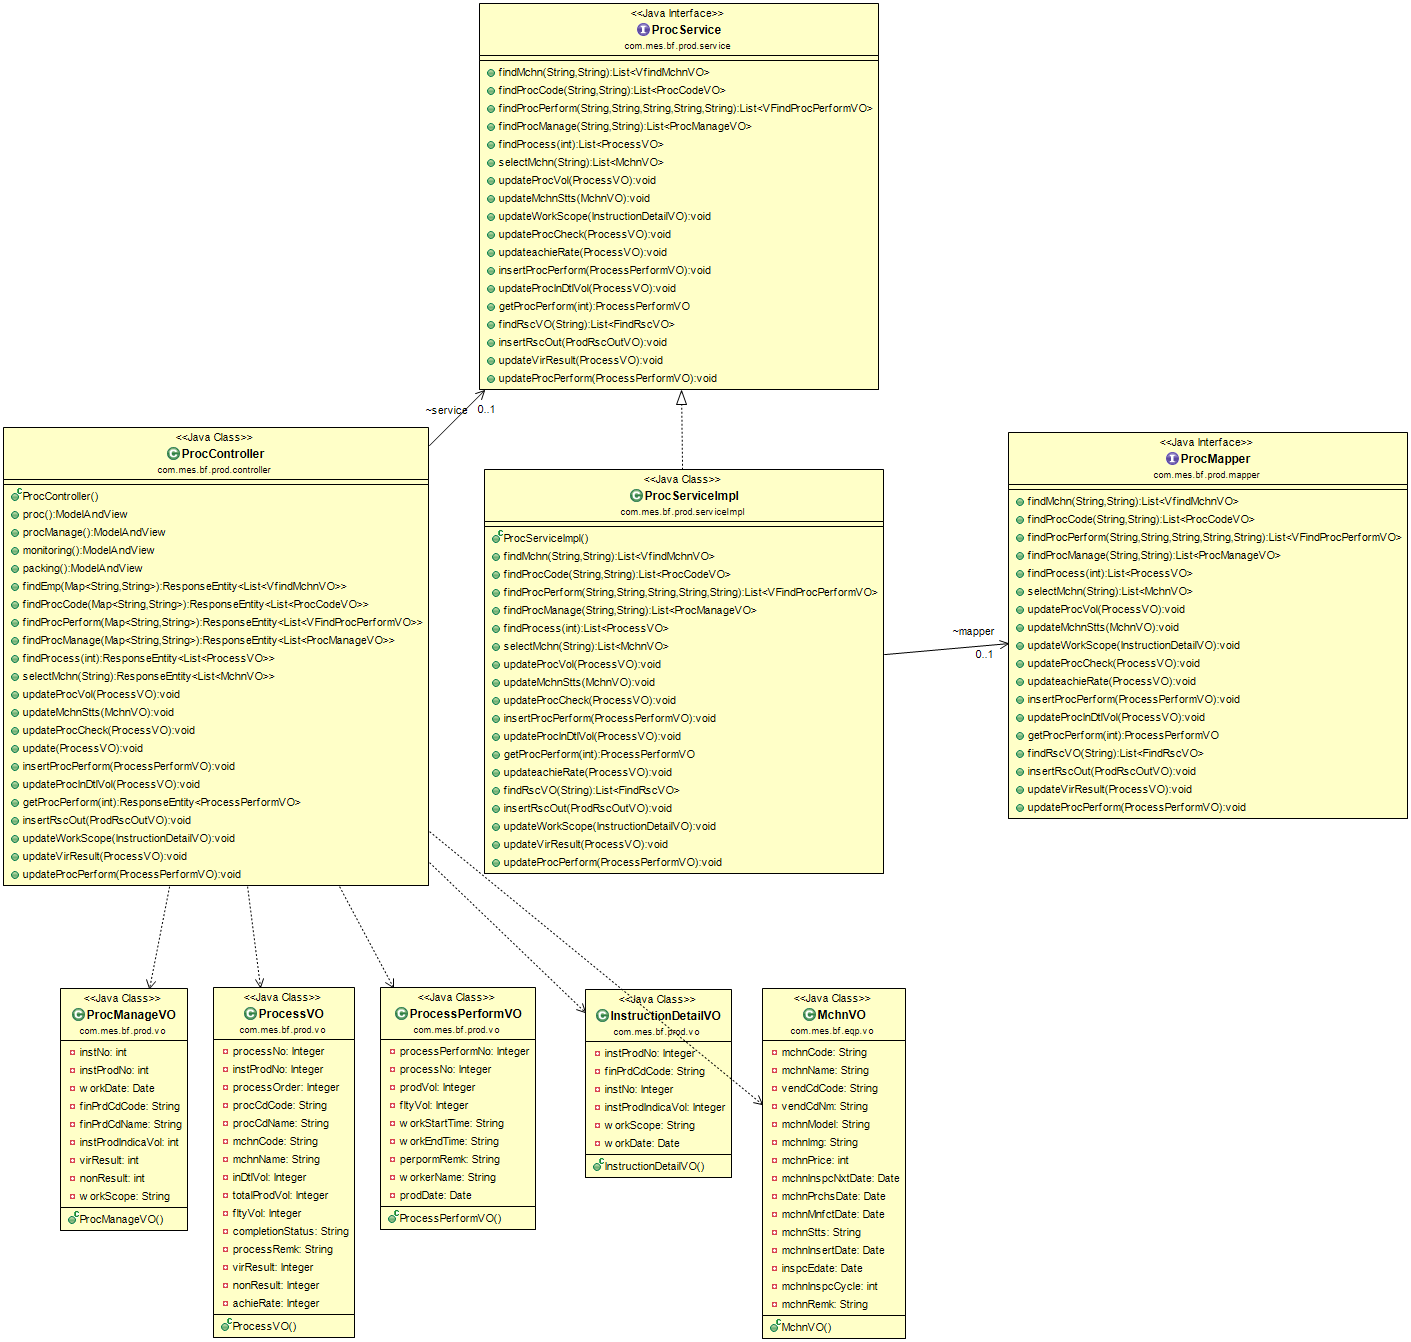 <<Java Interface>>
ProcService
com.mes.bf.prod.service
findMchn(String,String):List<VfindMchnVO>
findProcCode(String,String):List<ProcCodeVO>
findProcPerform(String,String,String,String,String):List<VFindProcPerformVO>
findProcManage(String,String):List<ProcManageVO>
findProcess(int):List<ProcessVO>
selectMchn(String):List<MchnVO>
updateProcVol(ProcessVO):void
updateMchnStts(MchnVO):void
updateWorkScope(InstructionDetailVO):void
updateProcCheck(ProcessVO):void
updateachieRate(ProcessVO):void
insertProcPerform(ProcessPerformVO):void
updateProcInDtlVol(ProcessVO):void
getProcPerform(int):ProcessPerformVO
findRscVO(String):List<FindRscVO>
insertRscOut(ProdRscOutVO):void
updateVirResult(ProcessVO):void
updateProcPerform(ProcessPerformVO):void
~service 0..1
<<Java Class>>
ProcController
com.mes.bf.prod.controller
ProcController()
proc():ModelAndView
procManage():ModelAndView
monitoring():ModelAndView
packing():ModelAndView
findEmp(Map<String,String>):ResponseEntity<List<VfindMchnVO>>
findProcCode(Map<String,String>):ResponseEntity<List<ProcCodeVO>>
findProcPerform(Map<String,String>):ResponseEntity<List<VFindProcPerformVO>>
findProcManage(Map<String,String>):ResponseEntity<List<ProcManageVO>>
findProcess(int):ResponseEntity<List<ProcessVO>>
selectMchn(String):ResponseEntity<List<MchnVO>>
updateProcVol(ProcessVO):void
updateMchnStts(MchnVO):void
updateProcCheck(ProcessVO):void
update(ProcessVO):void
insertProcPerform(ProcessPerformVO):void
updateProcInDtlVol(ProcessVO):void
getProcPerform(int):ResponseEntity<ProcessPerformVO>
insertRscOut(ProdRscOutVO):void
updateWorkScope(InstructionDetailVO):void
updateVirResult(ProcessVO):void
updateProcPerform(ProcessPerformVO):void
<<Java Class>>
ProcServiceImpl
com.mes.bf.prod.serviceImpl
ProcServiceImpl()
findMchn(String,String):List<VfindMchnVO>
findProcCode(String,String):List<ProcCodeVO>
findProcPerform(String,String,String,String,String):List<VFindProcPerformVO>
findProcManage(String,String):List<ProcManageVO>
findProcess(int):List<ProcessVO>
selectMchn(String):List<MchnVO>
updateProcVol(ProcessVO):void
updateMchnStts(MchnVO):void
updateProcCheck(ProcessVO):void
insertProcPerform(ProcessPerformVO):void
updateProcInDtlVol(ProcessVO):void
getProcPerform(int):ProcessPerformVO
updateachieRate(ProcessVO):void
findRscVO(String):List<FindRscVO>
insertRscOut(ProdRscOutVO):void
updateWorkScope(InstructionDetailVO):void
updateVirResult(ProcessVO):void
updateProcPerform(ProcessPerformVO):void
~mapper
0..1
<<Java Interface>>
ProcMapper
com.mes.bf.prod.mapper
findMchn(String,String):List<VfindMchnVO>
findProcCode(String,String):List<ProcCodeVO>
findProcPerform(String,String,String,String,String):List<VFindProcPerformVO>
findProcManage(String,String):List<ProcManageVO>
findProcess(int):List<ProcessVO>
selectMchn(String):List<MchnVO>
updateProcVol(ProcessVO):void
updateMchnStts(MchnVO):void
updateWorkScope(InstructionDetailVO):void
updateProcCheck(ProcessVO):void
updateachieRate(ProcessVO):void
insertProcPerform(ProcessPerformVO):void
updateProcInDtlVol(ProcessVO):void
getProcPerform(int):ProcessPerformVO
findRscVO(String):List<FindRscVO>
insertRscOut(ProdRscOutVO):void
updateVirResult(ProcessVO):void
updateProcPerform(ProcessPerformVO):void
<<Java Class>>
ProcManageVO
com.mes.bf.prod.vo
instNo: int
instProdNo: int
workDate: Date
finPrdCdCode: String
finPrdCdName: String
instProdIndicaVol: int
virResult: int
nonResult: int
workScope: String
ProcManageVO()
<<Java Class>>
ProcessVO
com.mes.bf.prod.vo
processNo: Integer
instProdNo: Integer
processOrder: Integer
procCdCode: String
procCdName: String
mchnCode: String
mchnName: String
inDtlVol: Integer
totalProdVol: Integer
fltyVol: Integer
completionStatus: String
processRemk: String
virResult: Integer
nonResult: Integer
achieRate: Integer
ProcessVO()
<<Java Class>>
ProcessPerformVO
com.mes.bf.prod.vo
processPerformNo: Integer
processNo: Integer
prodVol: Integer
fltyVol: Integer
workStartTime: String
workEndTime: String
perpormRemk: String
workerName: String
prodDate: Date
ProcessPerformVO()
<<Java Class>>
InstructionDetailVO
com.mes.bf.prod.vo
instProdNo: Integer
finPrdCdCode: String
instNo: Integer
instProdIndicaVol: Integer
workScope: String
workDate: Date
InstructionDetailVO()
<<Java Class>>
MchnVO
com.mes.bf.eqp.vo
mchnCode: String
mchnName: String
vendCdCode: String
vendCdNm: String
mchnModel: String
mchnImg: String
mchnPrice: int
mchnInspcNxtDate: Date
mchnPrchsDate: Date
mchnMnfctDate: Date
mchnStts: String
mchnInsertDate: Date
inspcEdate: Date
mchnInspcCycle: int
mchnRemk: String
MchnVO()